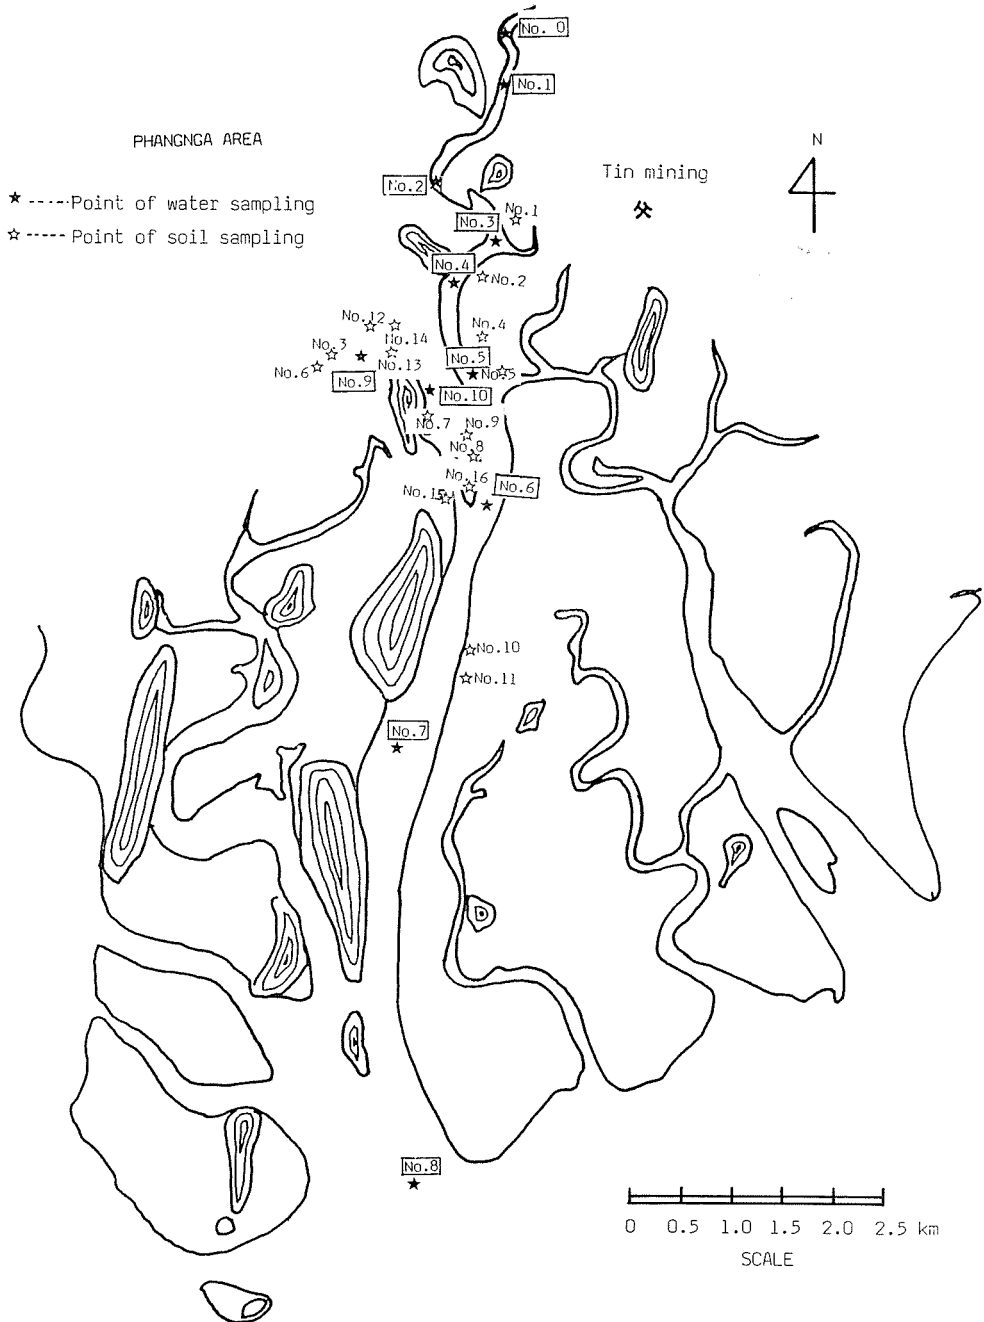 No. 0
No.1
PHANGNGA AREA
N
Tin mining
No.2
★ ----- Point of water sampling
☆ ----- Point of soil sampling
No.1
No.3
No.4
No.2
No.12
No.4
No.3
No.14
No.5
No.6
No.13
No.5
No.9
No.10
No.7
No.9
No.8
No.16
No.6
No.15
No.10
No.11
No.7
No.8
0 0.5 1.0 1.5 2.0 2.5 km
SCALE